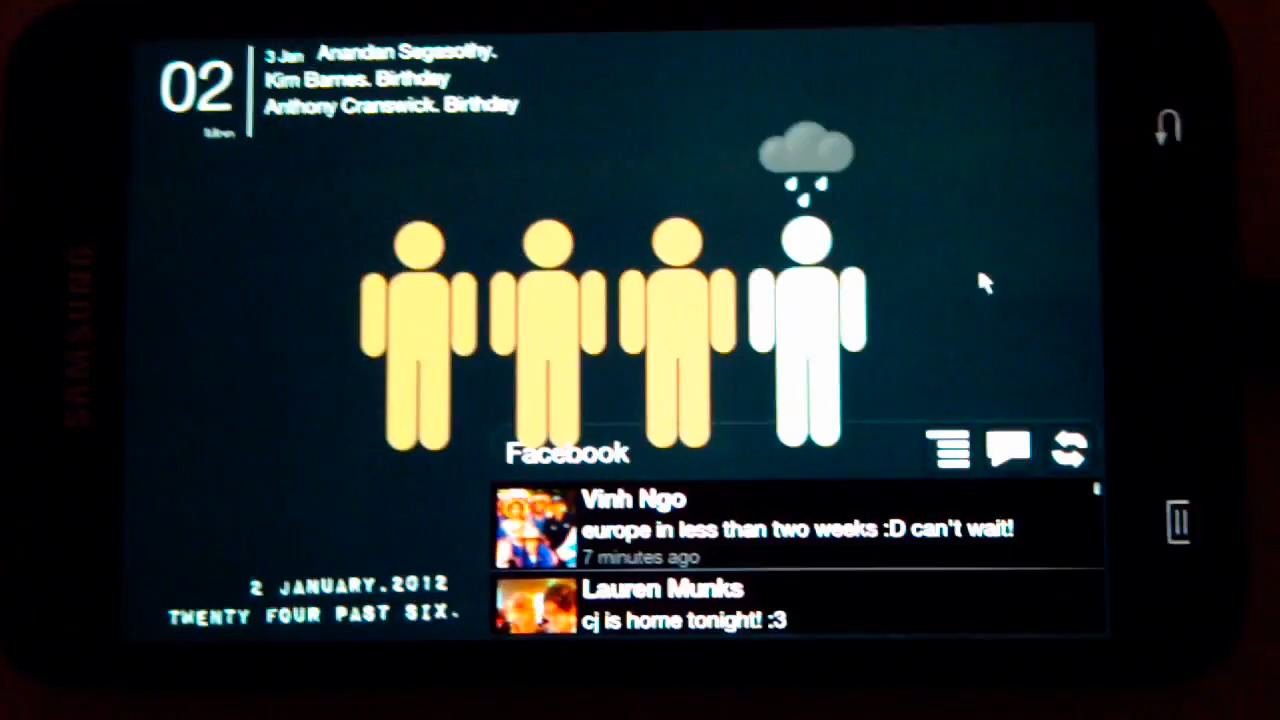 02
Mon
3 Jan Anandan Segasothy.
Kim Barnes. Birthday
Anthony Cranswick. Birthday
SAMSUNG
Facebook
Vinh Ngo
europe in less than two weeks :D can't wait!
7 minutes ago
Lauren Munks
cj is home tonight! :3
2 JANUARY.2012
TWENTY FOUR PAST SIX.